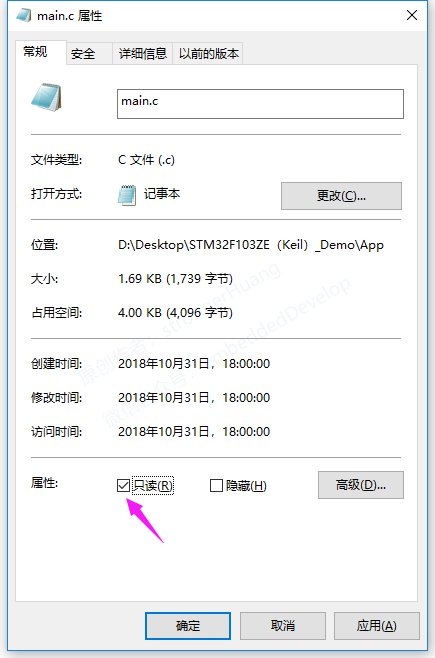 main.c 属性
常规 安全 详细信息 以前的版本
main.c
文件类型: C 文件 (.c)
打开方式: 记事本 更改(C)...
位置: D:\Desktop\STM32F103ZE（Keil）_Demo\App
大小: 1.69 KB (1,739 字节)
占用空间: 4.00 KB (4,096 字节)
创建时间: 2018年10月31日，18:00:00
修改时间: 2018年10月31日，18:00:00
访问时间: 2018年10月31日，18:00:00
属性: 只读(R) 隐藏(H) 高级(D)...
确定 取消 应用(A)